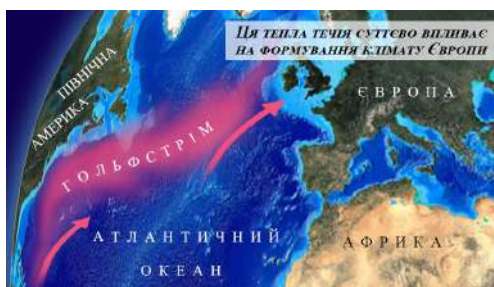 Ця тепла течія суттєво впливає
на формування клімату Європи
ПІВНІЧНА
АМЕРИКА
ЄВРОПА
ГОЛЬФСТРІМ
АТЛАНТИЧНИЙ
ОКЕАН
АФРИКА